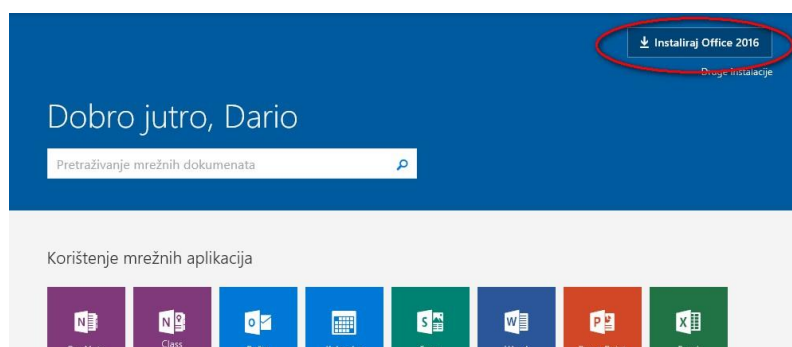 Instaliraj Office 2016
Druge instalacije
Dobro jutro, Dario
Pretraživanje mrežnih dokumenata
Korištenje mrežnih aplikacija
N
N
O
S
W
P
X
Class